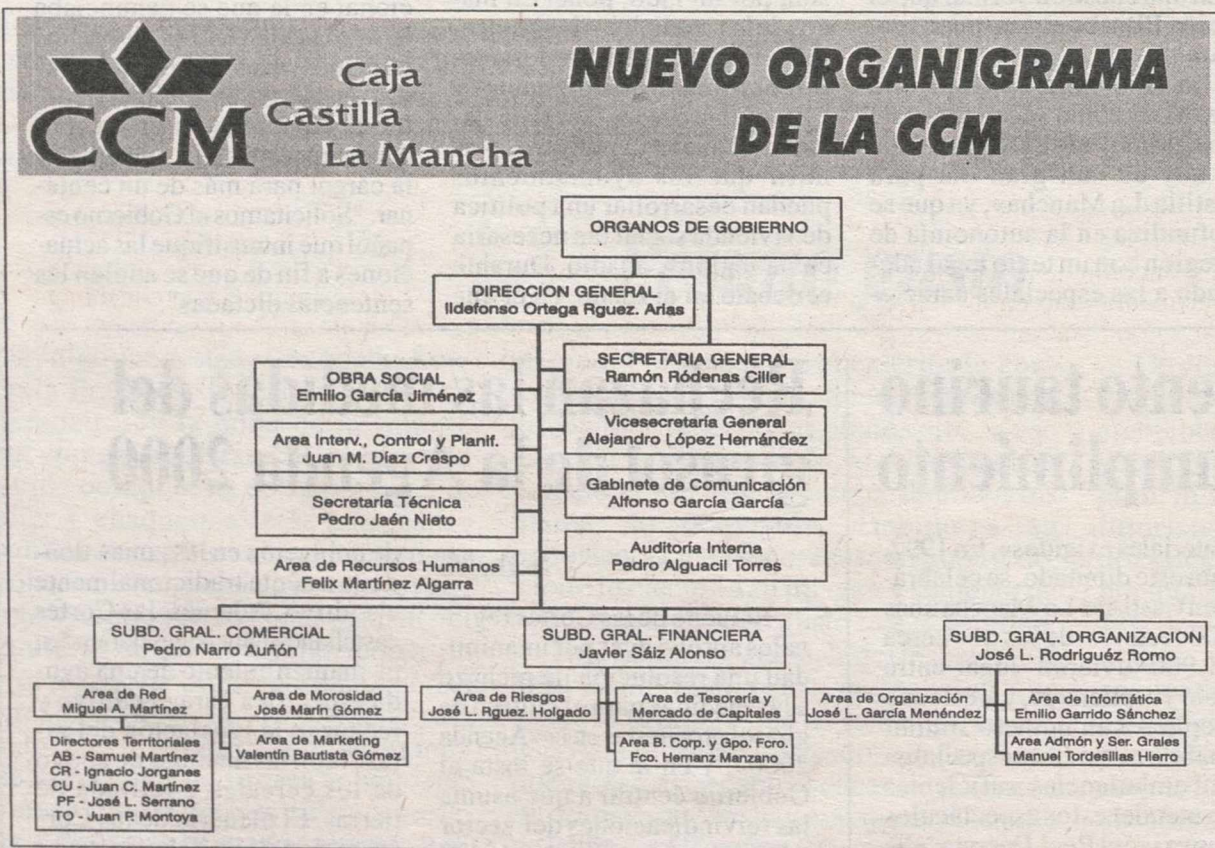 CCM
Caja
Castilla
La Mancha
NUEVO ORGANIGRAMA
DE LA CCM
ORGANOS DE GOBIERNO
DIRECCION GENERAL
Ildefonso Ortega Rguez. Arias
SECRETARIA GENERAL
Ramón Ródenas Ciller
OBRA SOCIAL
Emilio García Jiménez
Vicesecretaría General
Alejandro López Hernández
Area Interv., Control y Planif.
Juan M. Díaz Crespo
Gabinete de Comunicación
Alfonso García García
Secretaría Técnica
Pedro Jaén Nieto
Auditoría Interna
Pedro Alguacil Torres
Area de Recursos Humanos
Felix Martínez Algarra
SUBD. GRAL. COMERCIAL
Pedro Narro Auñón
Area de Red
Miguel A. Martínez
Directores Territoriales
AB - Samuel Martínez
CR - Ignacio Jorganes
CU - Juan C. Martínez
PF - José L. Serrano
TO - Juan F Montoya
Area de Morosidad
José Marín Gómez
Area de Marketing
Valentín Bautista Gómez
SUBD. GRAL. FINANCIERA
Javier Sáiz Alonso
Area de Riesgos
José L. Rguez. Holgado
Area de Tesorería y
Mercado de Capitales
Area B. Corp. y Gpo. Fcro.
Fco. Hernanz Manzano
SUBD. GRAL. ORGANIZACION
José L. Rodriguéz Romo
Area de Organización
José L. García Menéndez
Area de Informática
Emilio Garrido Sánchez
Area Admón y Ser. Grales
Manuel Tordesillas Hierro